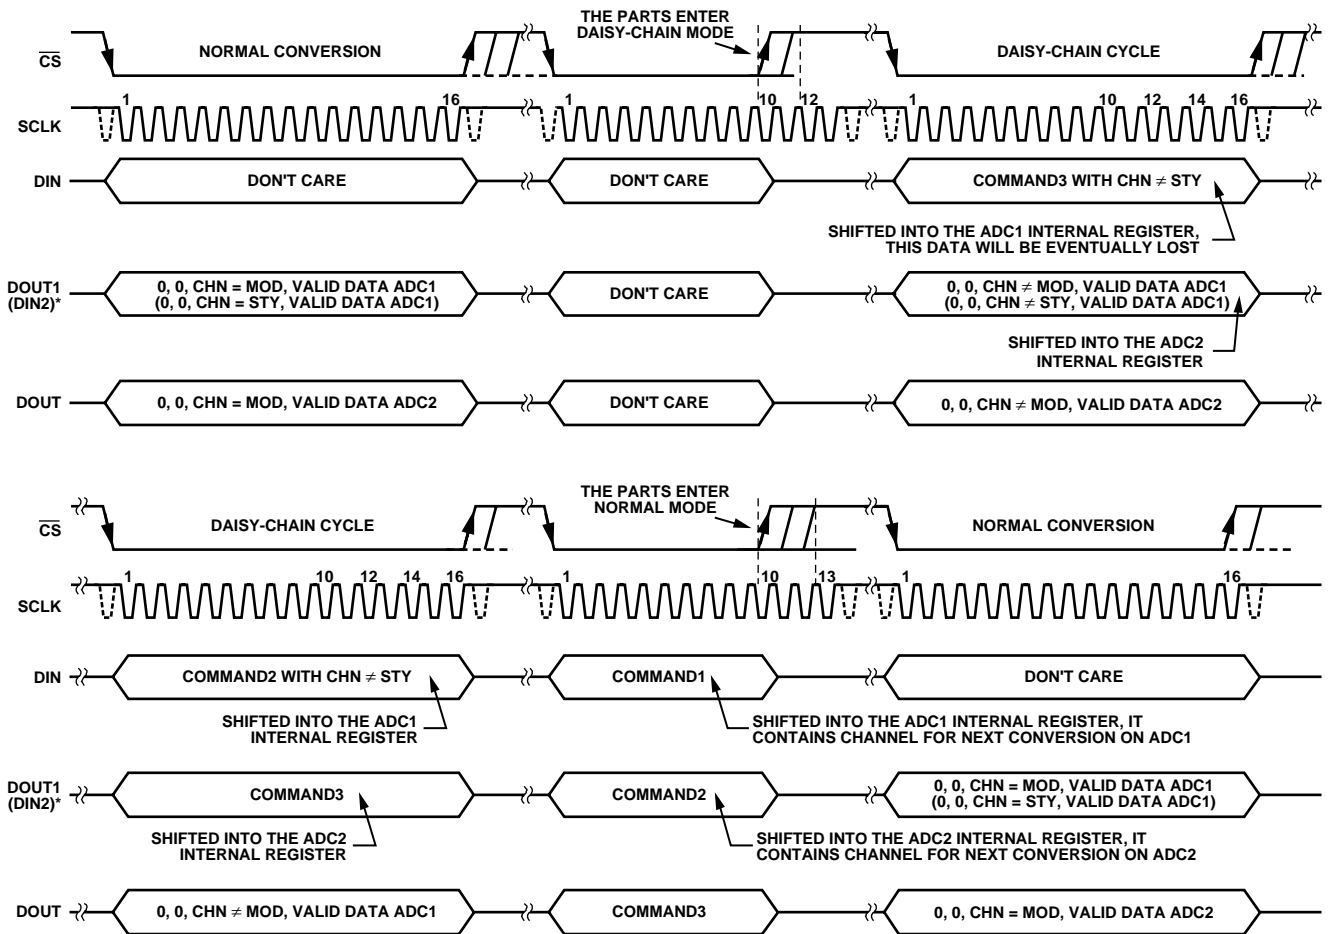 THE PARTS ENTER
DAISY-CHAIN MODE
CS
NORMAL CONVERSION
DAISY-CHAIN CYCLE
SCLK
1 16 1 10 12 1 10 12 14 16
DIN
DON'T CARE
DON'T CARE
COMMAND3 WITH CHN ≠ STY
SHIFTED INTO THE ADC1 INTERNAL REGISTER,
THIS DATA WILL BE EVENTUALLY LOST
DOUT1
(DIN2)*
0, 0, CHN = MOD, VALID DATA ADC1
(0, 0, CHN = STY, VALID DATA ADC1)
DON'T CARE
0, 0, CHN ≠ MOD, VALID DATA ADC1
(0, 0, CHN ≠ STY, VALID DATA ADC1)
SHIFTED INTO THE ADC2
INTERNAL REGISTER
DOUT
0, 0, CHN = MOD, VALID DATA ADC2
DON'T CARE
0, 0, CHN ≠ MOD, VALID DATA ADC2
THE PARTS ENTER
NORMAL MODE
CS
DAISY-CHAIN CYCLE
NORMAL CONVERSION
SCLK
1 10 12 14 16 1 10 13 1 16
DIN
COMMAND2 WITH CHN ≠ STY
COMMAND1
DON'T CARE
SHIFTED INTO THE ADC1
INTERNAL REGISTER
SHIFTED INTO THE ADC1 INTERNAL REGISTER, IT
CONTAINS CHANNEL FOR NEXT CONVERSION ON ADC1
DOUT1
(DIN2)*
COMMAND3
COMMAND2
0, 0, CHN = MOD, VALID DATA ADC1
(0, 0, CHN = STY, VALID DATA ADC1)
SHIFTED INTO THE ADC2
INTERNAL REGISTER
SHIFTED INTO THE ADC2 INTERNAL REGISTER, IT
CONTAINS CHANNEL FOR NEXT CONVERSION ON ADC2
DOUT
0, 0, CHN ≠ MOD, VALID DATA ADC1
COMMAND3
0, 0, CHN = MOD, VALID DATA ADC2